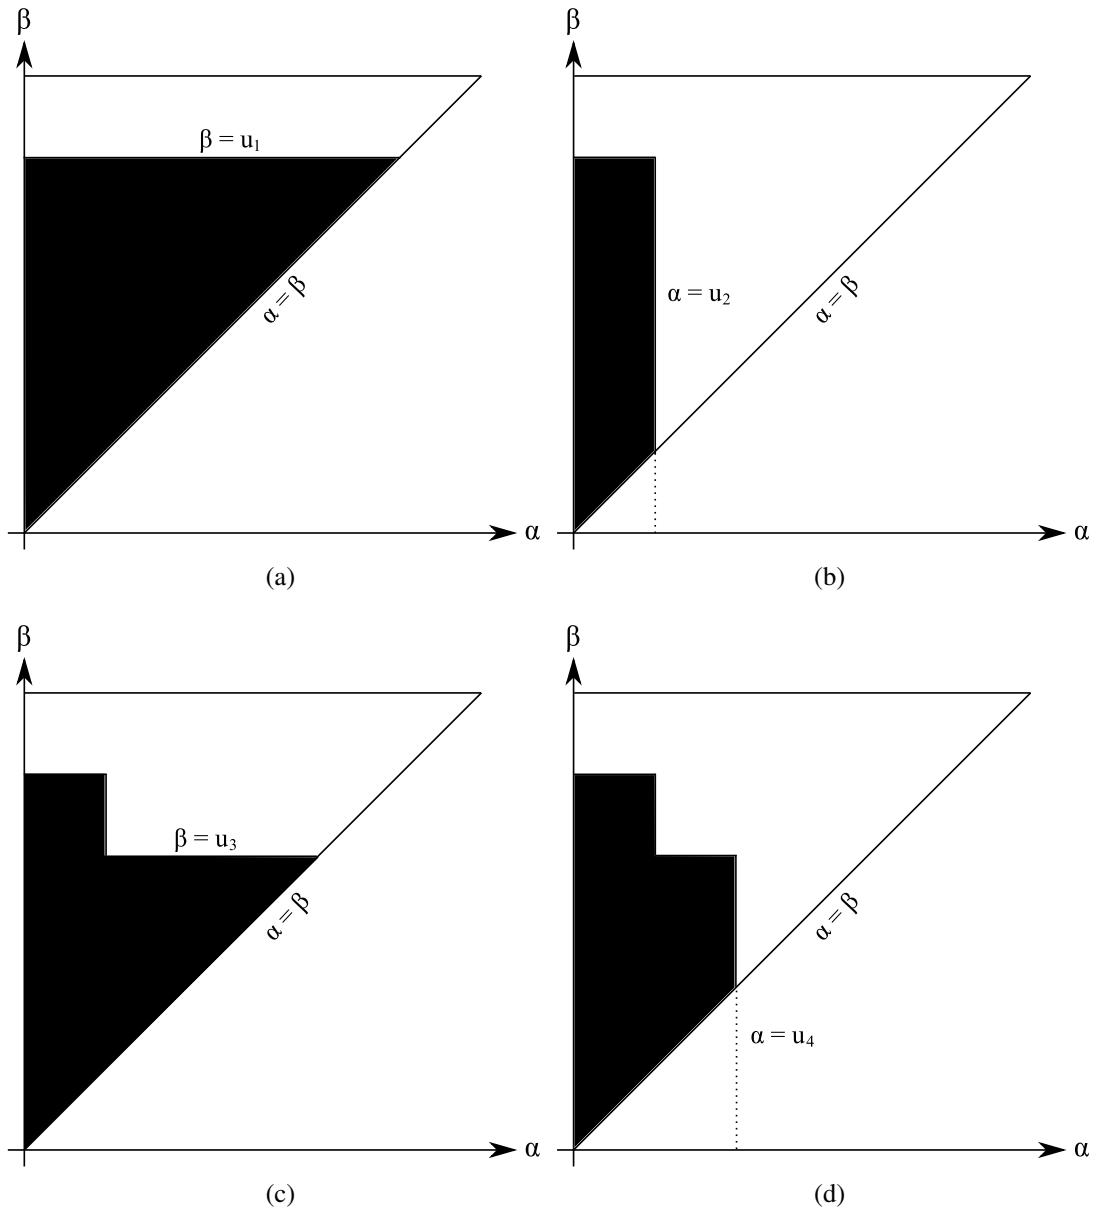 β
β = u₁
α = β
α
(a)
β
α = u₂
α = β
α
(b)
β
β = u₃
α = β
α
(c)
β
α = β
α = u₄
α
(d)